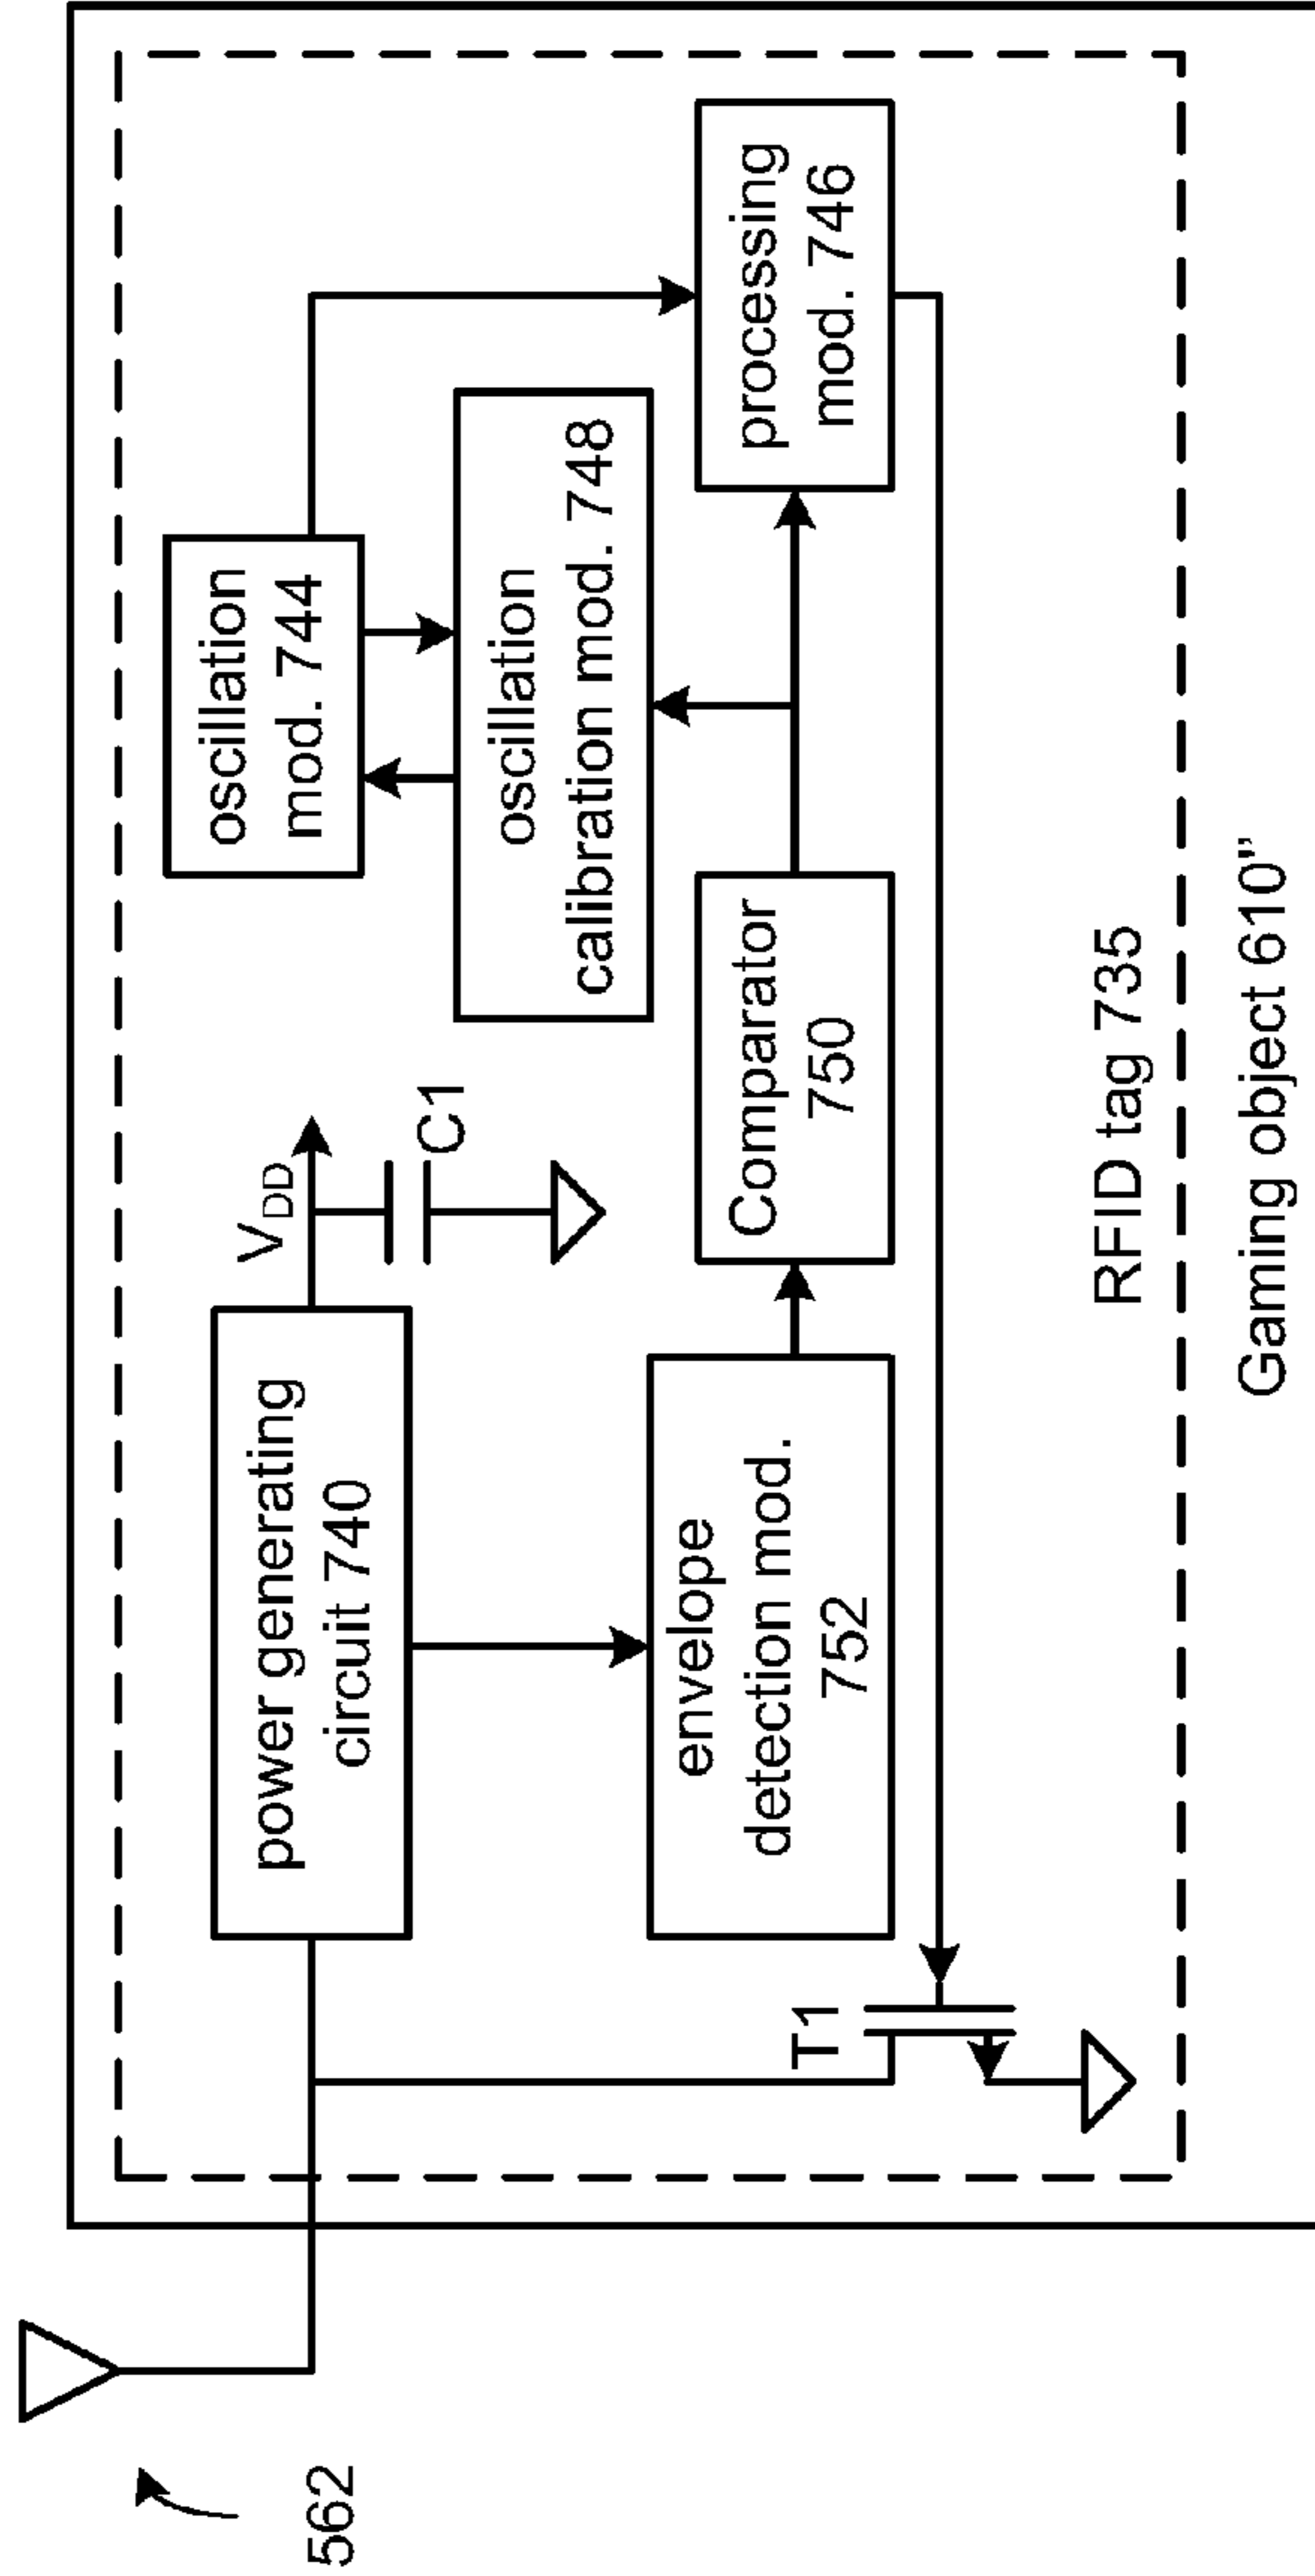 562
power generating
circuit 740
V_DD
C1
oscillation
mod. 744
oscillation
calibration mod. 748
envelope
detection mod.
752
Comparator
750
processing
mod. 746
T1
RFID tag 735
Gaming object 610”